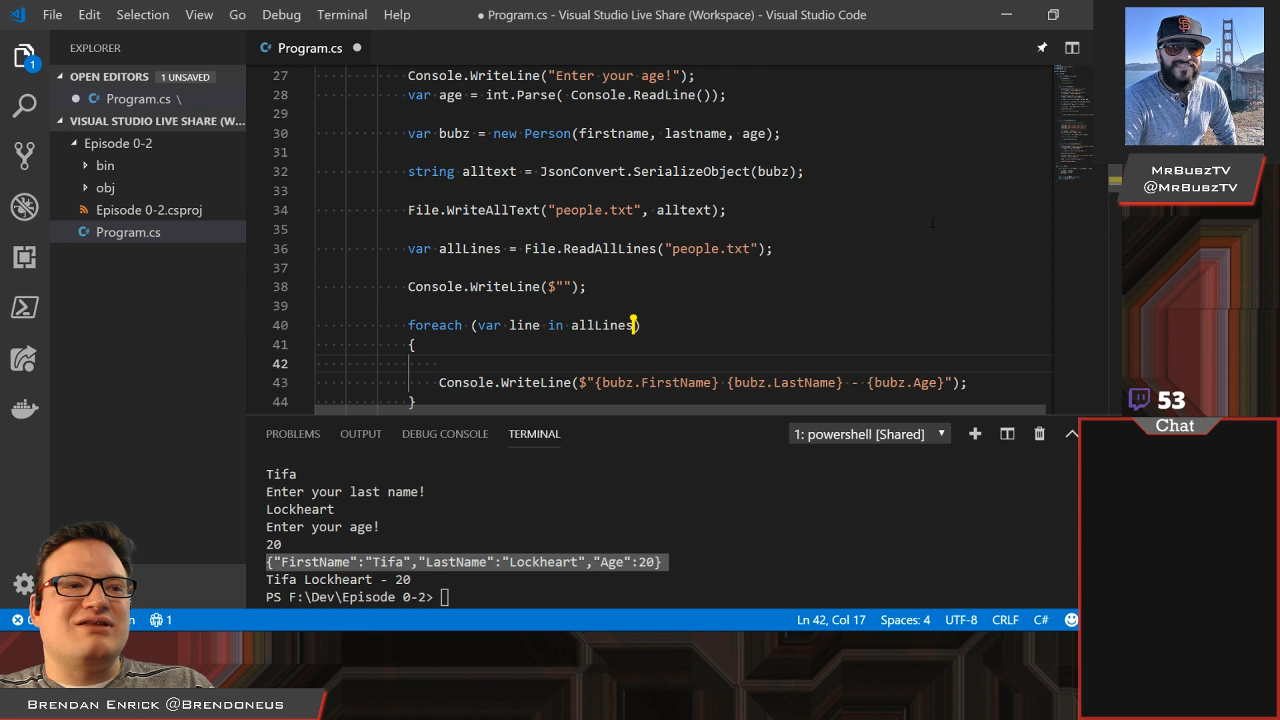 File Edit Selection View Go Debug Terminal Help
● Program.cs - Visual Studio Live Share (Workspace) - Visual Studio Code
EXPLORER
OPEN EDITORS 1 UNSAVED
Program.cs \
VISUAL STUDIO LIVE SHARE (W...
Episode 0-2
bin
obj
Episode 0-2.csproj
Program.cs
1
Program.cs
27 Console.WriteLine("Enter your age!");
28 var age = int.Parse( Console.ReadLine());
29
30 var bubz = new Person(firstname, lastname, age);
31
32 string alltext = JsonConvert.SerializeObject(bubz);
33
34 File.WriteAllText("people.txt", alltext);
35
36 var allLines = File.ReadAllLines("people.txt");
37
38 Console.WriteLine($"");
39
40 foreach (var line in allLines)
41 {
42
43 Console.WriteLine($"{bubz.FirstName} {bubz.LastName} - {bubz.Age}");
44 }
PROBLEMS OUTPUT DEBUG CONSOLE TERMINAL
1: powershell [Shared]
Tifa
Enter your last name!
Lockheart
Enter your age!
20
{"FirstName":"Tifa","LastName":"Lockheart","Age":20}
Tifa Lockheart - 20
PS F:\Dev\Episode 0-2>
1
Ln 42, Col 17 Spaces: 4 UTF-8 CRLF C#
MrBubzTV
@MrBubzTV
53
Chat
Brendan Enrick @Brendoneus